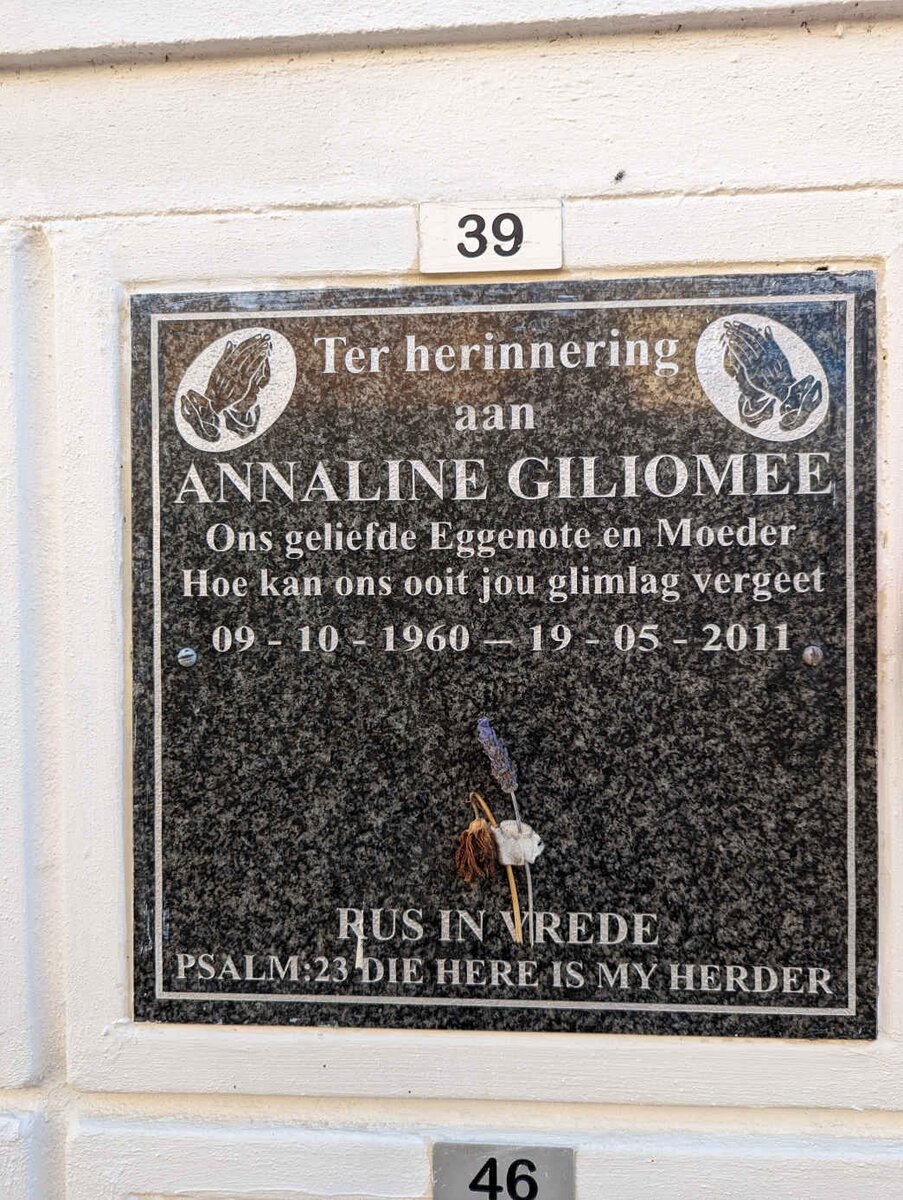 39
Ter herinnering
aan
ANNALINE GILIOMEE
Ons geliefde Eggenote en Moeder
Hoe kan ons ooit jou glimlag vergeet
09 - 10 - 1960 – 19 - 05 - 2011
RUS IN VREDE
PSALM:23 DIE HERE IS MY HERDER
46